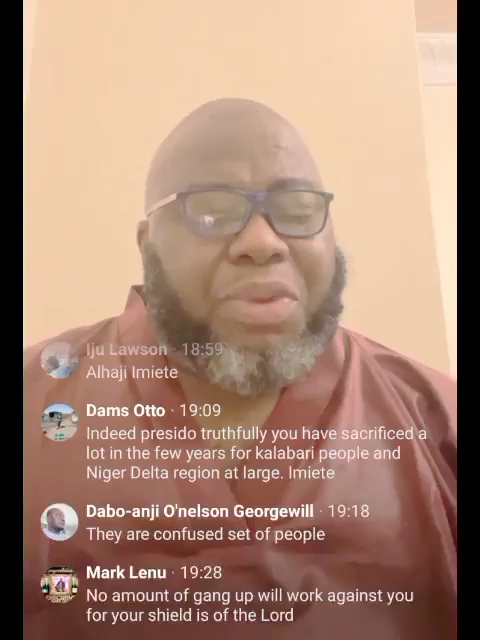 Iju Lawson · 18:59
Alhaji Imiete
Dams Otto · 19:09
Indeed presido truthfully you have sacrificed a
lot in the few years for kalabari people and
Niger Delta region at large. Imiete
Dabo-anji O'nelson Georgewill · 19:18
They are confused set of people
Mark Lenu · 19:28
No amount of gang up will work against you
for your shield is of the Lord